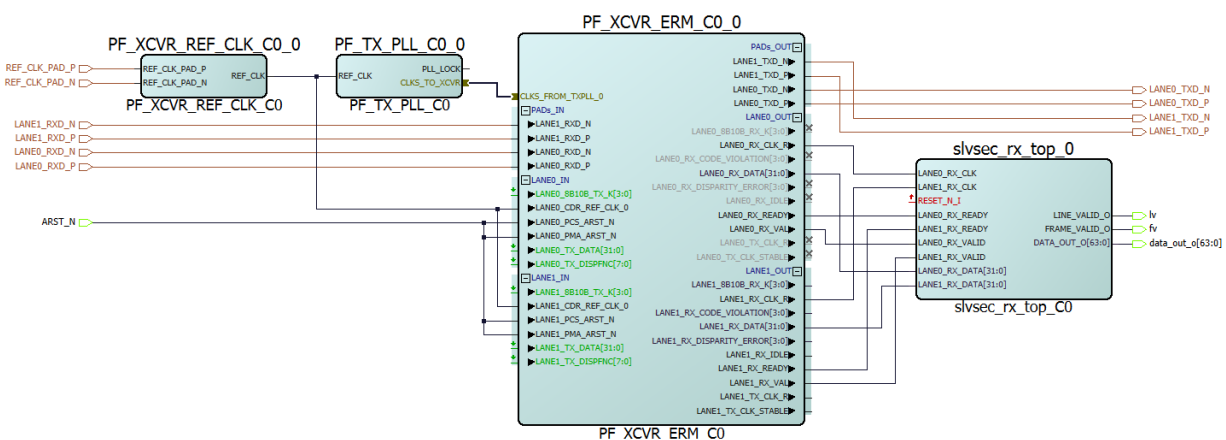 PF_XCVR_ERM_C0_0
PF_XCVR_REF_CLK_C0_0
PF_TX_PLL_C0_0
REF_CLK_PAD_P
REF_CLK_PAD_N
REF_CLK_PAD_P
REF_CLK_PAD_N
REF_CLK
PF_XCVR_REF_CLK_C0
REF_CLK
PLL_LOCK
CLKS_TO_XCVR
PF_TX_PLL_C0
LANE1_RXD_N
LANE1_RXD_P
LANE0_RXD_N
LANE0_RXD_P
ARST_N
CLKS_FROM_TXPLL_0
PADs_IN
LANE1_RXD_N
LANE1_RXD_P
LANE0_RXD_N
LANE0_RXD_P
LANE0_IN
LANE0_8B10B_TX_K[3:0]
LANE0_CDR_REF_CLK_0
LANE0_PCS_ARST_N
LANE0_PMA_ARST_N
LANE0_TX_DATA[31:0]
LANE0_TX_DISPFNC[7:0]
LANE1_IN
LANE1_8B10B_TX_K[3:0]
LANE1_CDR_REF_CLK_0
LANE1_PCS_ARST_N
LANE1_PMA_ARST_N
LANE1_TX_DATA[31:0]
LANE1_TX_DISPFNC[7:0]
PADs_OUT
LANE1_TXD_N
LANE1_TXD_P
LANE0_TXD_N
LANE0_TXD_P
LANE0_OUT
LANE0_8B10B_RX_K[3:0]
LANE0_RX_CLK_R
LANE0_RX_CODE_VIOLATION[3:0]
LANE0_RX_DATA[31:0]
LANE0_RX_DISPARITY_ERROR[3:0]
LANE0_RX_IDLE
LANE0_RX_READY
LANE0_RX_VAL
LANE0_TX_CLK_R
LANE0_TX_CLK_STABLE
LANE1_OUT
LANE1_8B10B_RX_K[3:0]
LANE1_RX_CLK_R
LANE1_RX_CODE_VIOLATION[3:0]
LANE1_RX_DATA[31:0]
LANE1_RX_DISPARITY_ERROR[3:0]
LANE1_RX_IDLE
LANE1_RX_READY
LANE1_RX_VAL
LANE1_TX_CLK_R
LANE1_TX_CLK_STABLE
PF_XCVR_ERM_C0
LANE0_TXD_N
LANE0_TXD_P
LANE1_TXD_N
LANE1_TXD_P
slvsec_rx_top_0
LANE0_RX_CLK
LANE1_RX_CLK
RESET_N_I
LANE0_RX_READY
LANE1_RX_READY
LANE0_RX_VALID
LANE1_RX_VALID
LANE0_RX_DATA[31:0]
LANE1_RX_DATA[31:0]
LINE_VALID_O
FRAME_VALID_O
DATA_OUT_O[63:0]
slvsec_rx_top_C0
lv
fv
data_out_o[63:0]